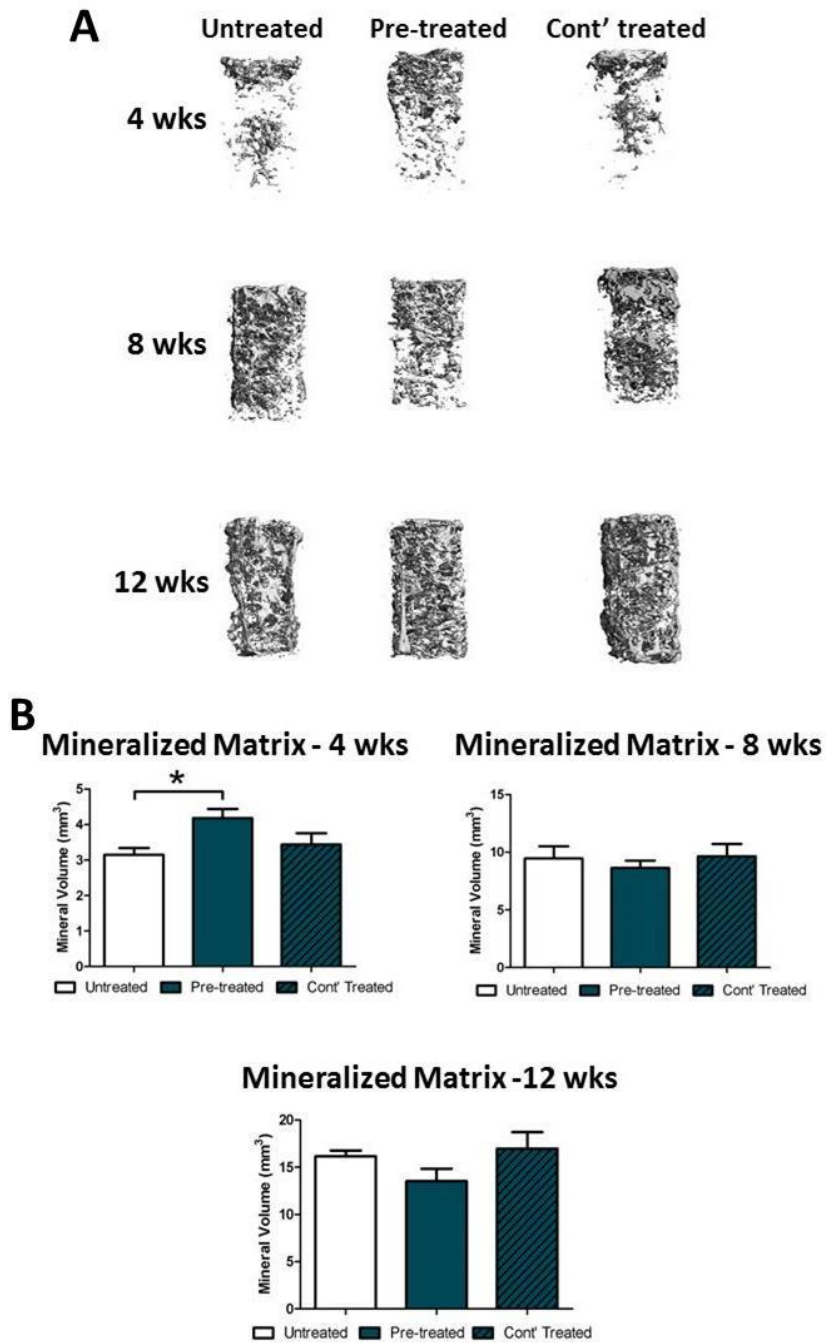 A
Untreated Pre-treated Cont’ treated
4 wks
8 wks
12 wks
B
Mineralized Matrix - 4 wks
Mineral Volume (mm³)
5
4
3
2
1
0
*
Untreated Pre-treated Cont' Treated
Mineralized Matrix - 8 wks
Mineral Volume (mm³)
15
10
5
0
Untreated Pre-treated Cont' Treated
Mineralized Matrix -12 wks
Mineral Volume (mm³)
20
15
10
5
0
Untreated Pre-treated Cont' Treated